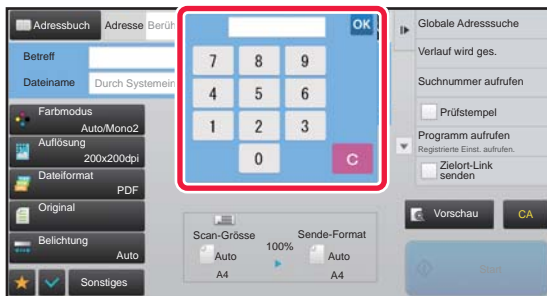 Adressbuch
Adresse
Berüh
OK
Globale Adresssuche
Betreff
Verlauf wird ges.
Dateiname
Durch Systemein
7 8 9
Suchnummer aufrufen
4 5 6
Prüfstempel
Farbmodus
Auto/Mono2
1 2 3
Programm aufrufen
Registrierte Einst. aufrufen.
Auflösung
200x200dpi
0
C
Zielort-Link
senden
Dateiformat
PDF
Original
Vorschau
CA
Scan-Grösse
100%
Sende-Format
Auto
Auto
A4
A4
Belichtung
Auto
Sonstiges
Start